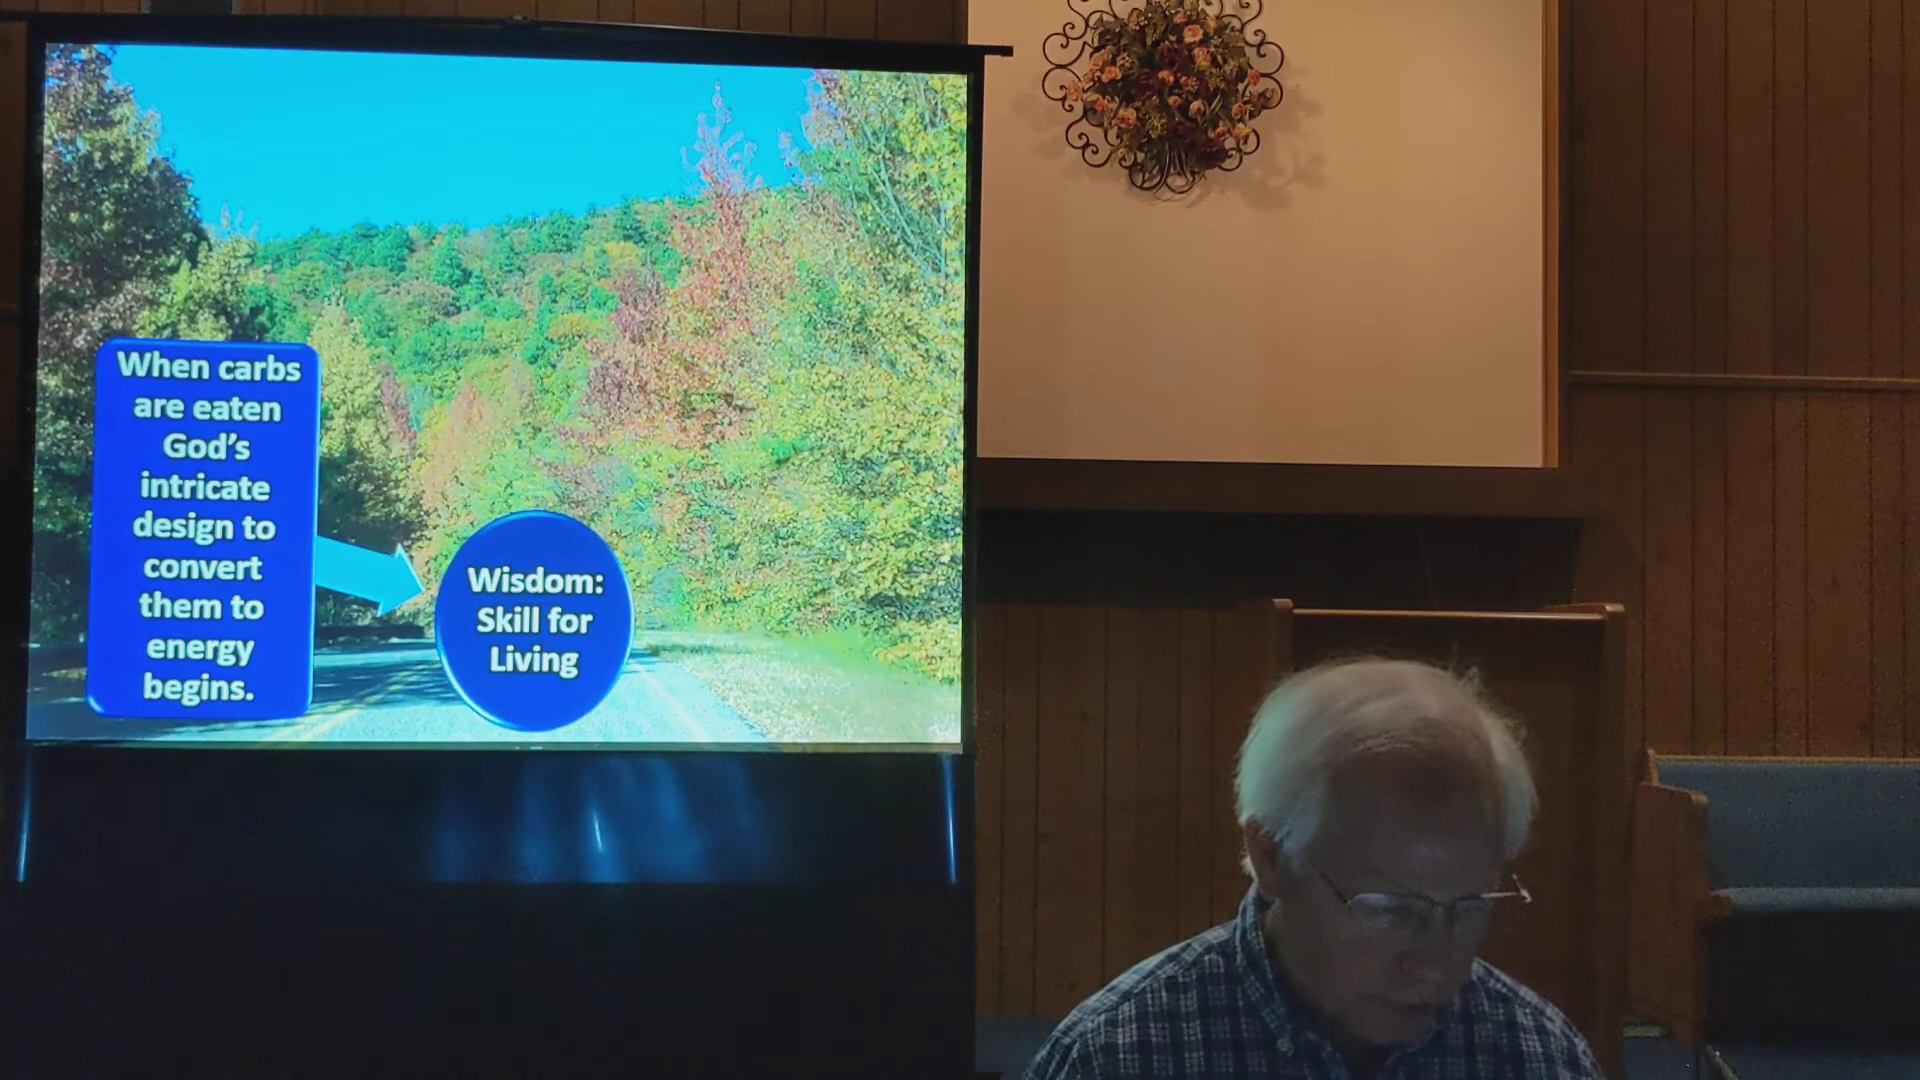 When carbs
are eaten
God's
intricate
design to
convert
them to
energy
begins.
Wisdom:
Skill for
Living